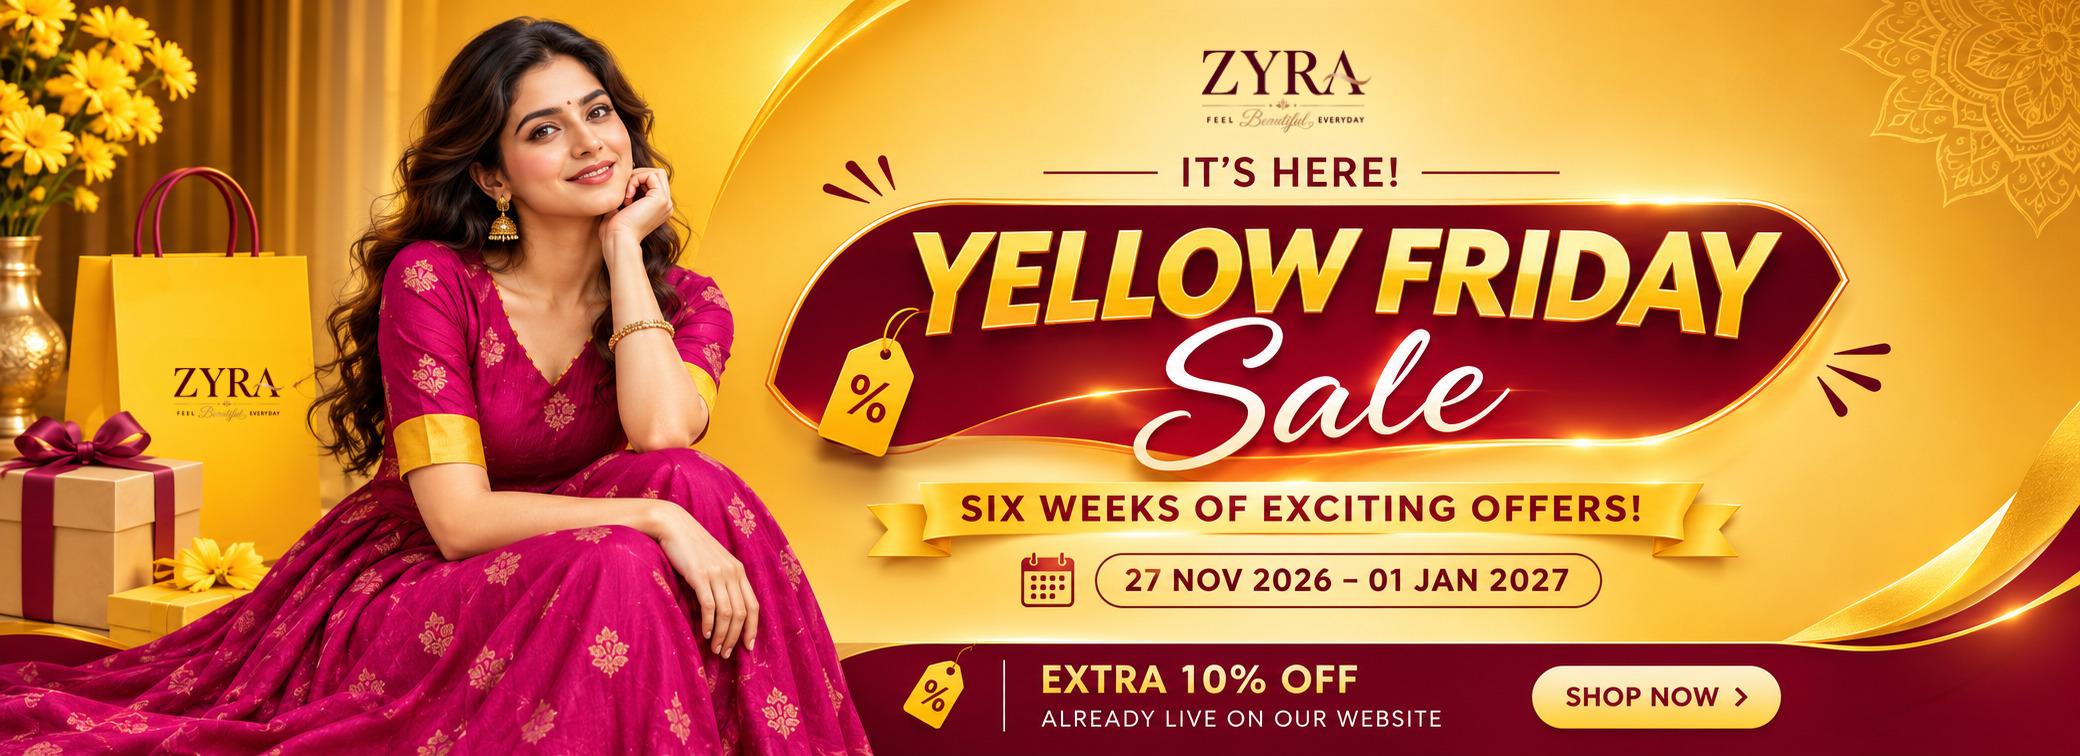 ZYRA
FEEL Beautiful EVERYDAY
IT'S HERE!
YELLOW FRIDAY
Sale
%
SIX WEEKS OF EXCITING OFFERS!
27 NOV 2026 – 01 JAN 2027
%
EXTRA 10% OFF
ALREADY LIVE ON OUR WEBSITE
SHOP NOW >
ZYRA
FEEL Beautiful EVERYDAY